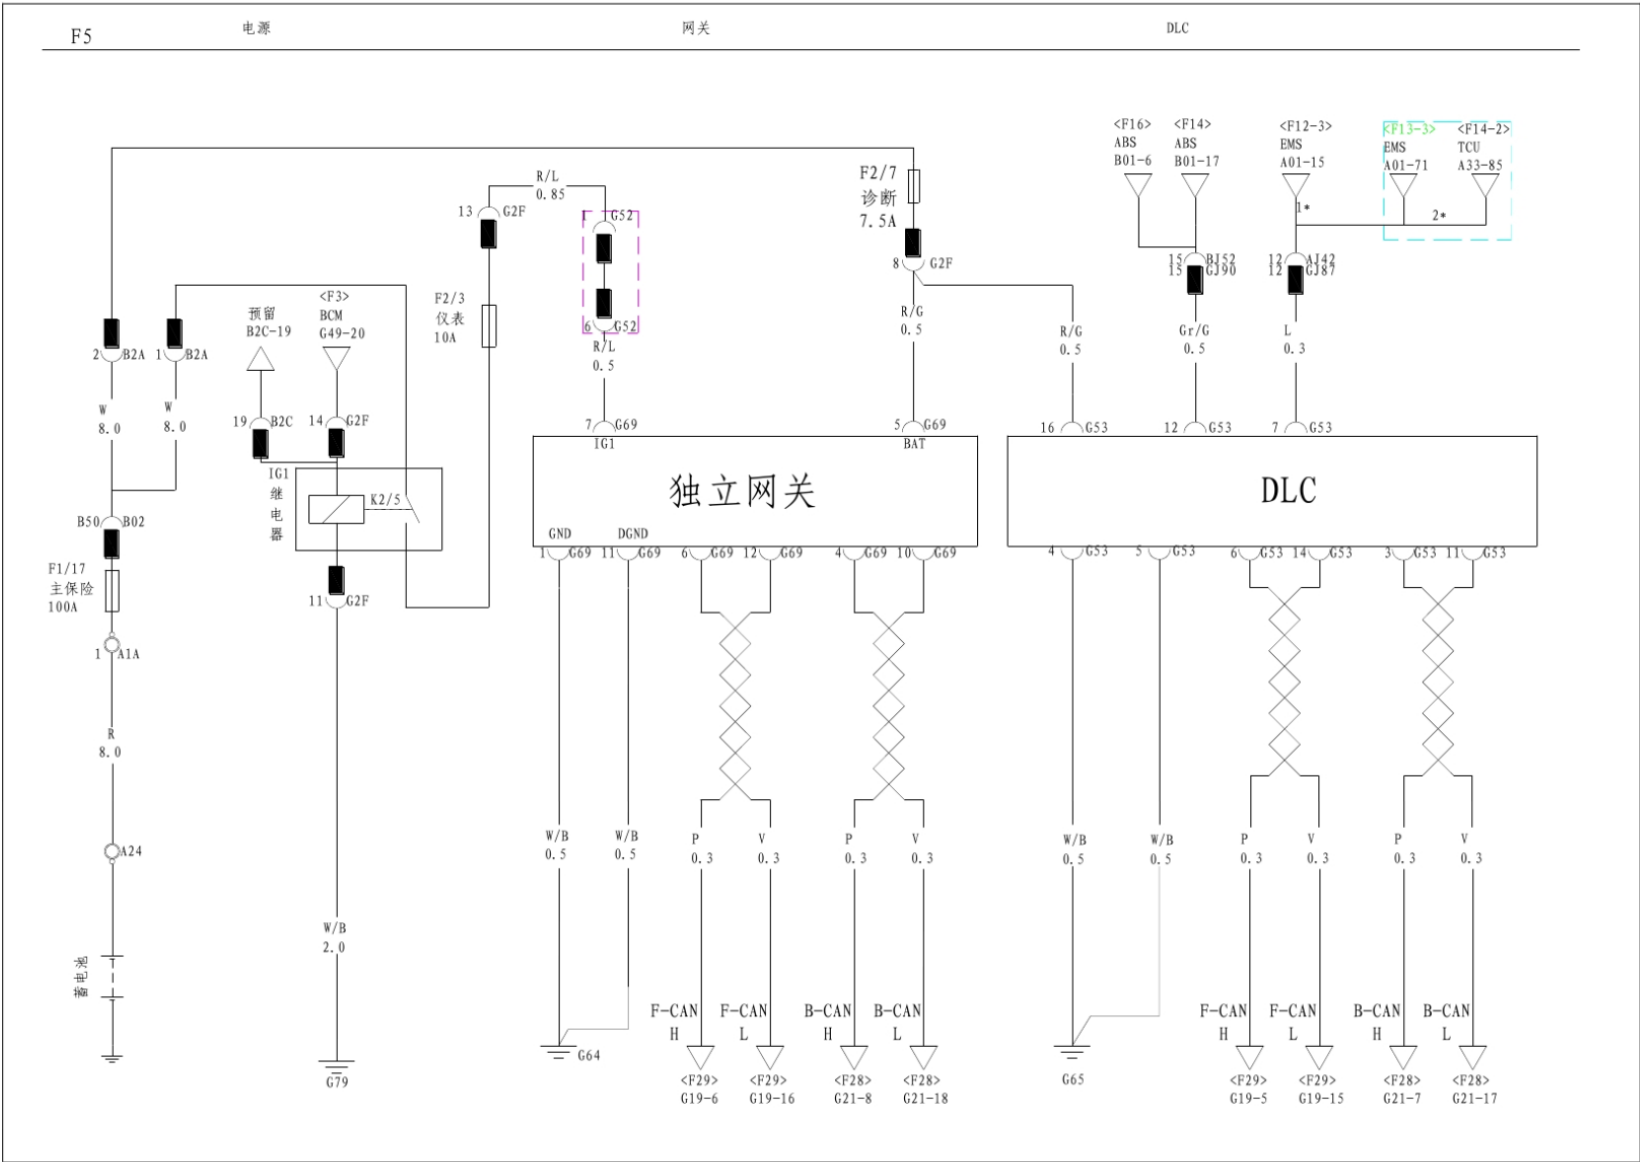 F5
电源
网关
DLC
<F16>
ABS
B01-6
<F14>
ABS
B01-17
<F12-3>
EMS
A01-15
<F13-3>
EMS
A01-71
<F14-2>
TCU
A33-85
1*
2*
F2/7
诊断
7.5A
8
G2F
R/L
0.85
13
G2F
1
G52
6
G52
R/L
0.5
R/G
0.5
R/G
0.5
15
BJ52
15
GJ90
Gr/G
0.5
12
AJ42
12
GJ87
L
0.3
F2/3
仪表
10A
预留
B2C-19
<F3>
BCM
G49-20
2
B2A
1
B2A
W
8.0
W
8.0
19
B2C
14
G2F
7
G69
IG1
5
G69
BAT
16
G53
12
G53
7
G53
IG1
继
电
器
K2/5
独立网关
DLC
B50
B02
F1/17
主保险
100A
11
G2F
GND
DGND
1
G69
11
G69
6
G69
12
G69
4
G69
10
G69
4
G53
5
G53
6
G53
14
G53
3
G53
11
G53
1
A1A
R
8.0
A24
蓄电池
W/B
2.0
G79
W/B
0.5
W/B
0.5
P
0.3
V
0.3
P
0.3
V
0.3
W/B
0.5
W/B
0.5
P
0.3
V
0.3
P
0.3
V
0.3
G64
F-CAN
H
F-CAN
L
B-CAN
H
B-CAN
L
G65
F-CAN
H
F-CAN
L
B-CAN
H
B-CAN
L
<F29>
G19-6
<F29>
G19-16
<F28>
G21-8
<F28>
G21-18
<F29>
G19-5
<F29>
G19-15
<F28>
G21-7
<F28>
G21-17